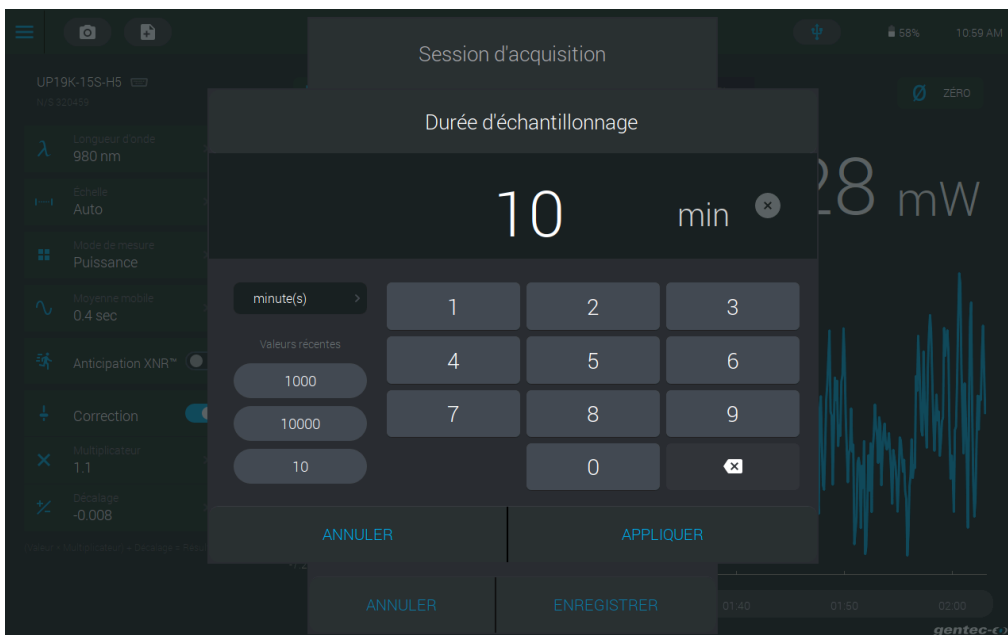 Session d'acquisition
58%
10:59 AM
UP19K-15S-H5
N/S 320459
ZÉRO
Durée d'échantillonnage
Longueur d'onde
980 nm
28 mW
10 min
Échelle
Auto
Mode de mesure
Puissance
minute(s)
1 2 3
Moyenne mobile
0.4 sec
Valeurs récentes
4 5 6
Anticipation XNR™
1000
7 8 9
Correction
10000
Multiplicateur
1.1
10
0
Décalage
-0.008
ANNULER
APPLIQUER
ANNULER
ENREGISTRER
01:40
01:50
02:00